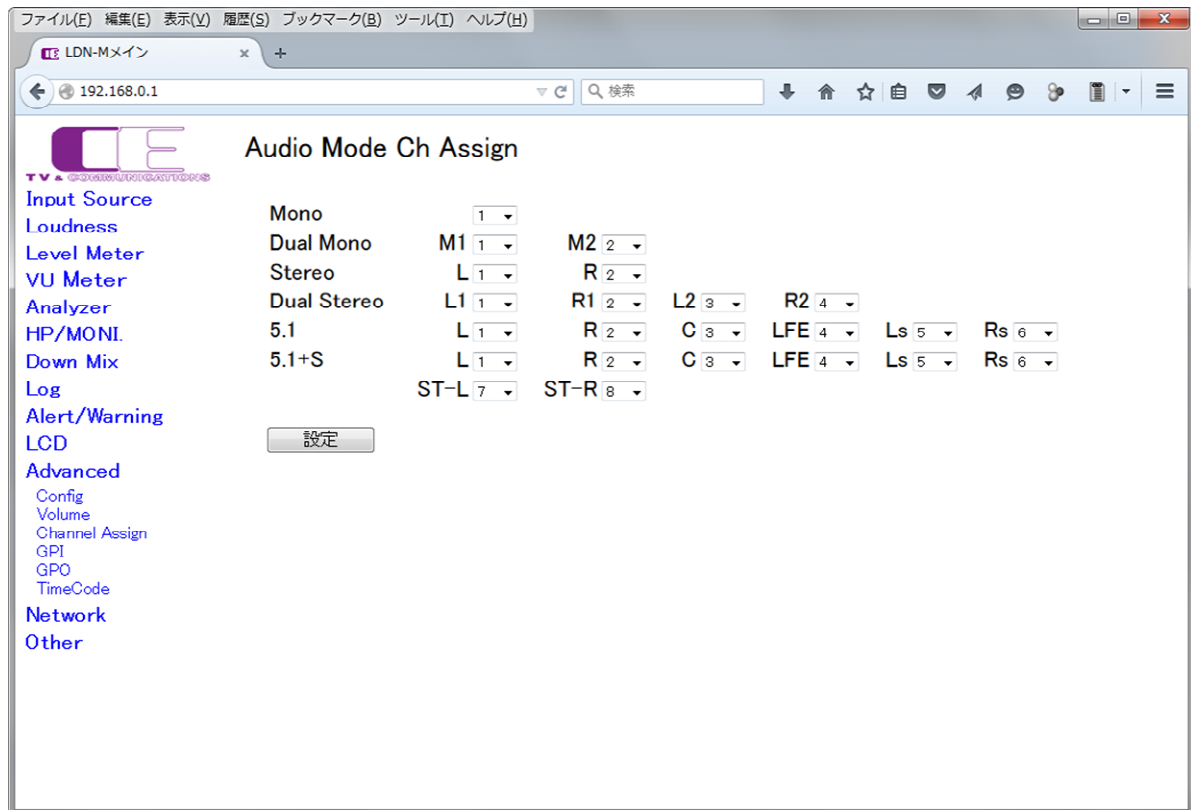 ファイル(F) 編集(E) 表示(V) 履歴(S) ブックマーク(B) ツール(T) ヘルプ(H)
CE LDN-Mメイン
192.168.0.1
検索
CE
TV & COMMUNICATIONS
Input Source
Loudness
Level Meter
VU Meter
Analyzer
HP/MONI.
Down Mix
Log
Alert/Warning
LCD
Advanced
Config
Volume
Channel Assign
GPI
GPO
TimeCode
Network
Other
Audio Mode Ch Assign
Mono 1
Dual Mono M1 1 M2 2
Stereo L 1 R 2
Dual Stereo L1 1 R1 2 L2 3 R2 4
5.1 L 1 R 2 C 3 LFE 4 Ls 5 Rs 6
5.1+S L 1 R 2 C 3 LFE 4 Ls 5 Rs 6
ST-L 7 ST-R 8
設定